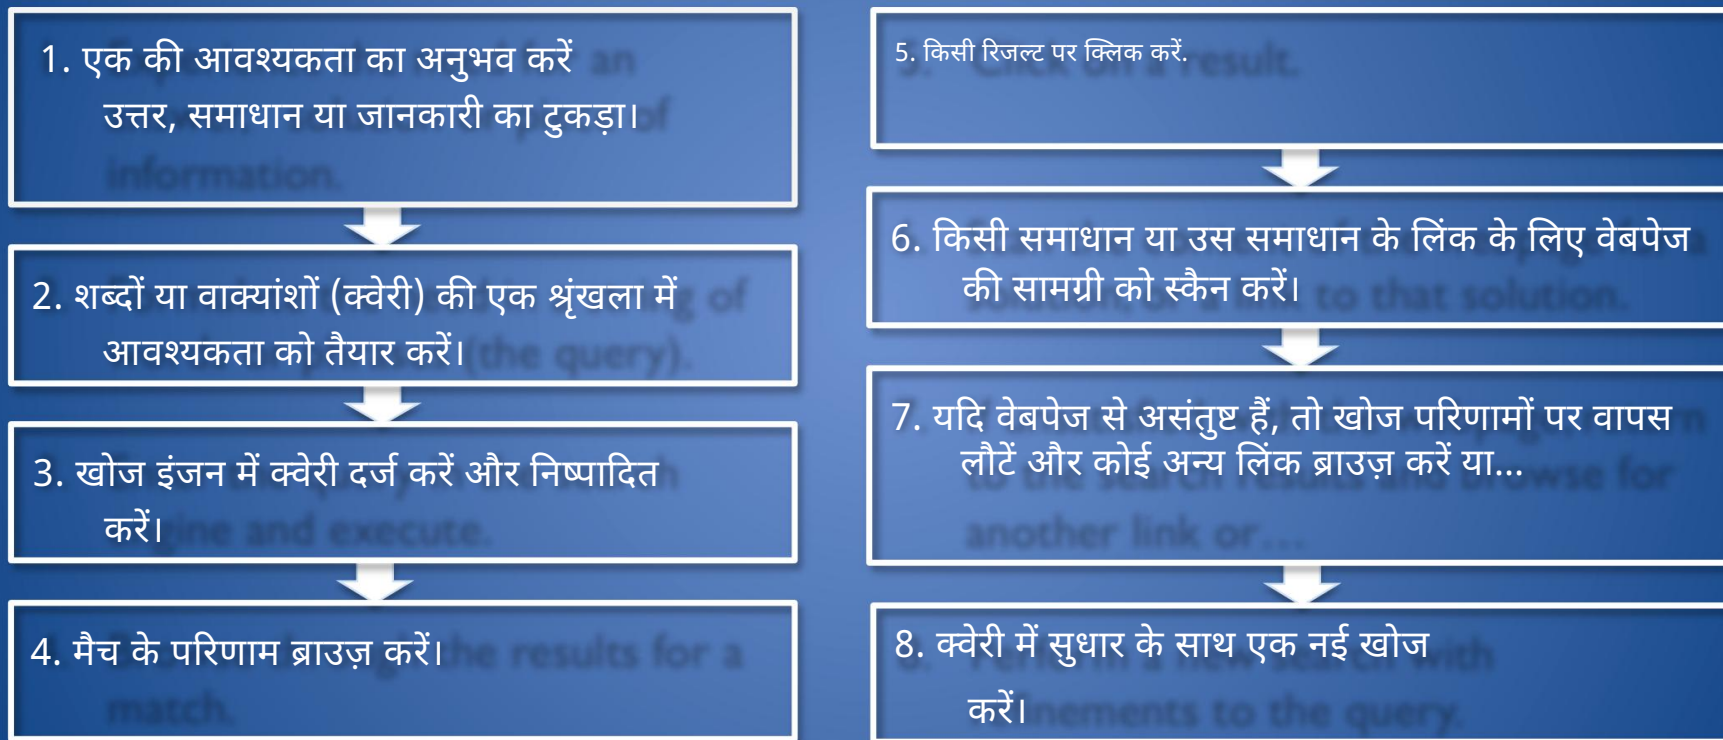 1. एक की आवश्यकता का अनुभव करें
उत्तर, समाधान या जानकारी का टुकड़ा।
2. शब्दों या वाक्यांशों (क्वेरी) की एक श्रृंखला में
आवश्यकता को तैयार करें।
3. खोज इंजन में क्वेरी दर्ज करें और निष्पादित
करें।
4. मैच के परिणाम ब्राउज़ करें।
5. किसी रिजल्ट पर क्लिक करें.
6. किसी समाधान या उस समाधान के लिंक के लिए वेबपेज
की सामग्री को स्कैन करें।
7. यदि वेबपेज से असंतुष्ट हैं, तो खोज परिणामों पर वापस
लौटें और कोई अन्य लिंक ब्राउज़ करें या...
8. क्वेरी में सुधार के साथ एक नई खोज
करें।